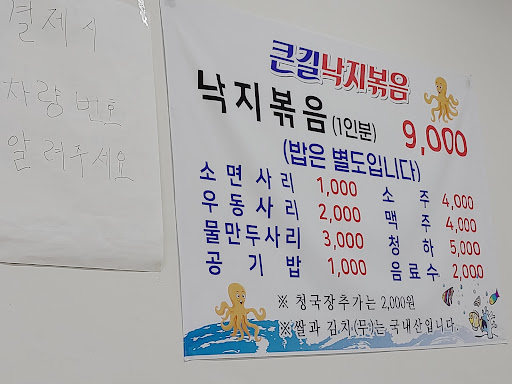 결제시
차량번호
알려주세요
큰길낙지볶음
낙지볶음(1인분) 9,000
(밥은 별도입니다)
소면사리 1,000 소주 4,000
우동사리 2,000 맥주 4,000
물만두사리 3,000 청하 5,000
공기밥 1,000 음료수 2,000
※ 청국장추가는 2,000원
※쌀과 김치(무)는 국내산입니다.